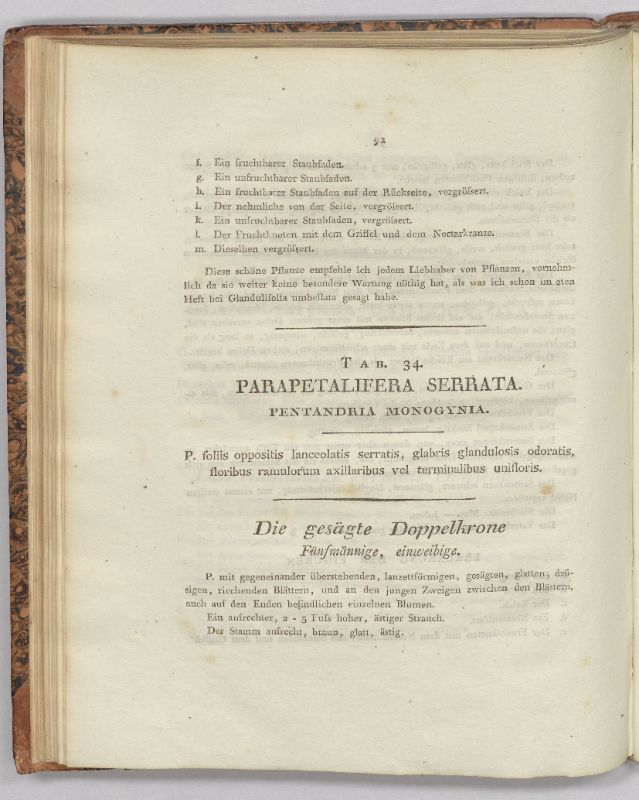 92
f. Ein fruchtbarer Staubfaden.
g. Ein unfruchtbarer Staubfaden.
h. Ein fruchtbarer Staubfaden auf der Rückseite, vergröſsert.
i. Der nehmliche von der Seite, vergröſsert.
k. Ein unfruchtbarer Staubfaden, vergröſsert.
l. Der Fruchtknoten mit dem Griffel und dem Nectarkranze.
m. Dieselben vergröſsert.
Diese schöne Pflanze empfehle ich jedem Liebhaber von Pflanzen, vornehm-
lich da sie weiter keine besondere Wartung nöthig hat, als was ich schon im 2ten
Heft bei Glandulifolia umbellata gesagt habe.
TAB. 34.
PARAPETALIFERA SERRATA.
PENTANDRIA MONOGYNIA.
P. foliis oppositis lanceolatis serratis, glabris glandulosis odoratis,
floribus ramulorum axillaribus vel terminalibus unifloris.
Die gesägte Doppelkrone
Fünfmännige, einweibige.
P. mit gegeneinander überstehenden, lanzettförmigen, gesägten, glatten, drü-
sigen, riechenden Blättern, und an den jungen Zweigen zwischen den Blättern,
auch auf den Enden befindlichen einzelnen Blumen.
Ein aufrechter, 2 - 3 Fuſs hoher, ästiger Strauch.
Der Stamm aufrecht, braun, glatt, ästig.